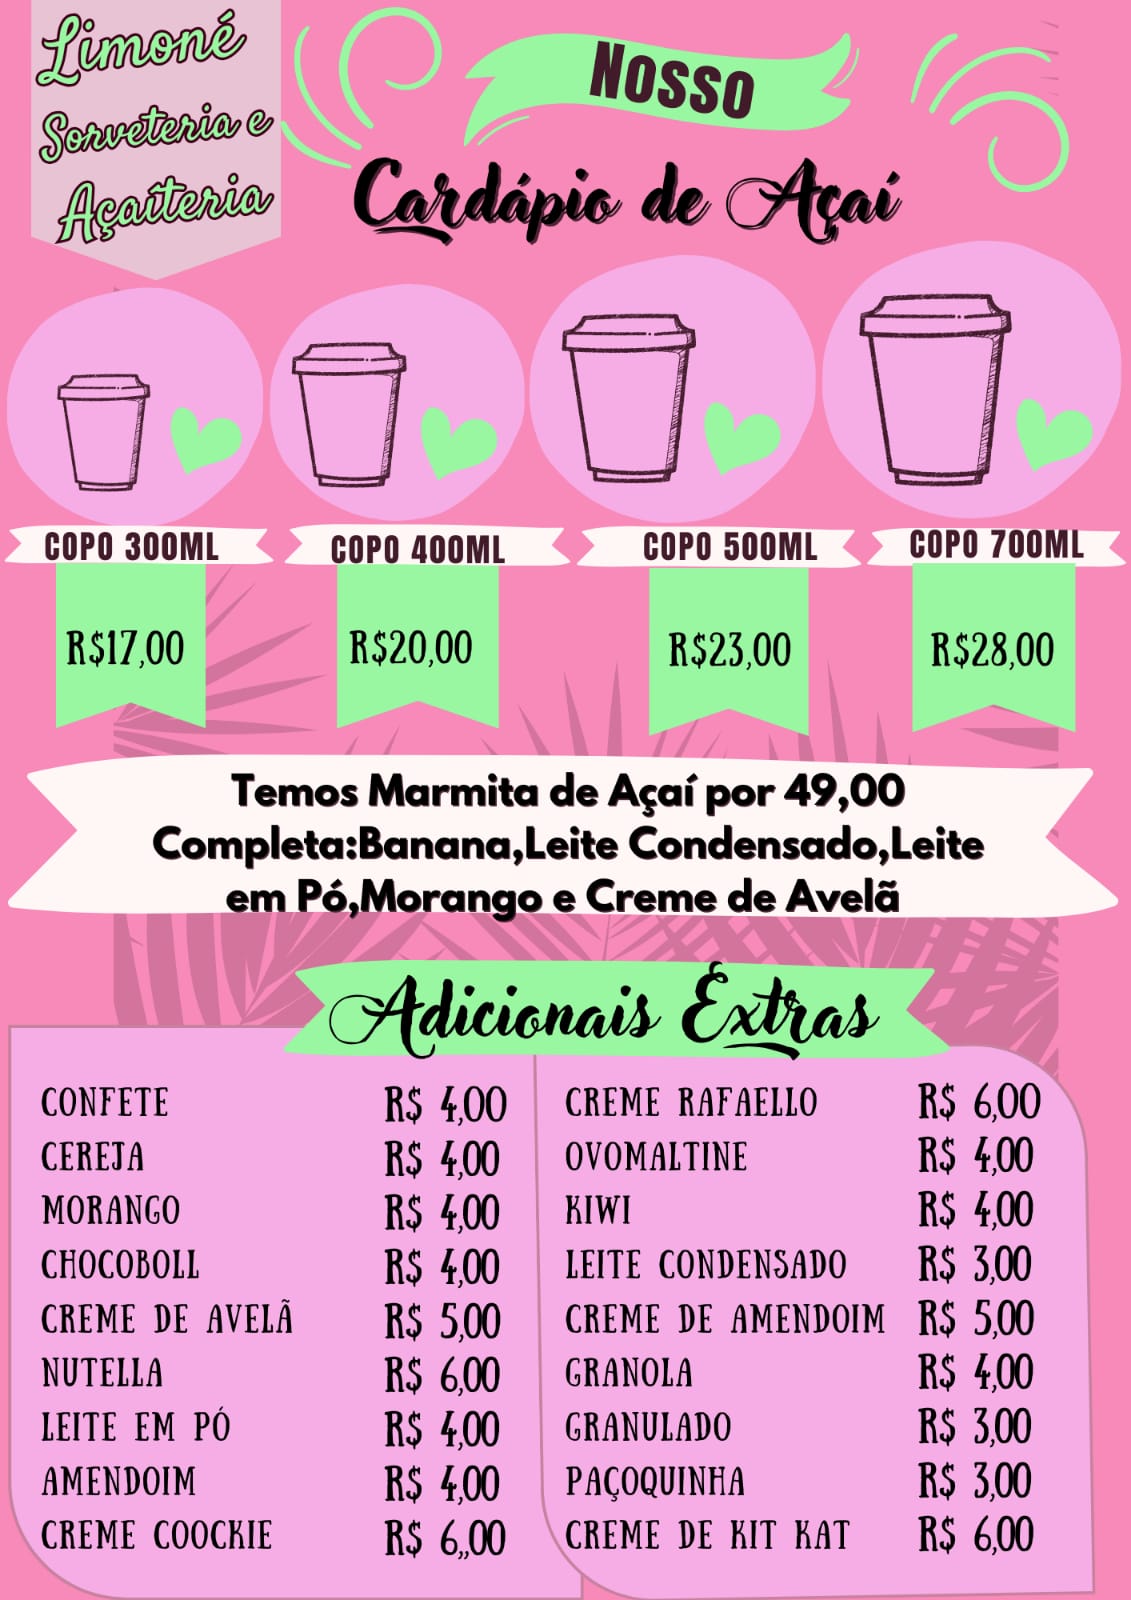 Limoné
Sorveteria e
Açaíteria
Nosso
Cardápio de Açaí
COPO 300ML
COPO 400ML
COPO 500ML
COPO 700ML
R$17,00
R$20,00
R$23,00
R$28,00
Temos Marmita de Açaí por 49,00
Completa:Banana,Leite Condensado,Leite
em Pó,Morango e Creme de Avelã
Adicionais Extras
CONFETE R$ 4,00
CEREJA R$ 4,00
MORANGO R$ 4,00
CHOCOBOLL R$ 4,00
CREME DE AVELÃ R$ 5,00
NUTELLA R$ 6,00
LEITE EM PÓ R$ 4,00
AMENDOIM R$ 4,00
CREME COOCKIE R$ 6,,00
CREME RAFAELLO R$ 6,00
OVOMALTINE R$ 4,00
KIWI R$ 4,00
LEITE CONDENSADO R$ 3,00
CREME DE AMENDOIM R$ 5,00
GRANOLA R$ 4,00
GRANULADO R$ 3,00
PAÇOQUINHA R$ 3,00
CREME DE KIT KAT R$ 6,00